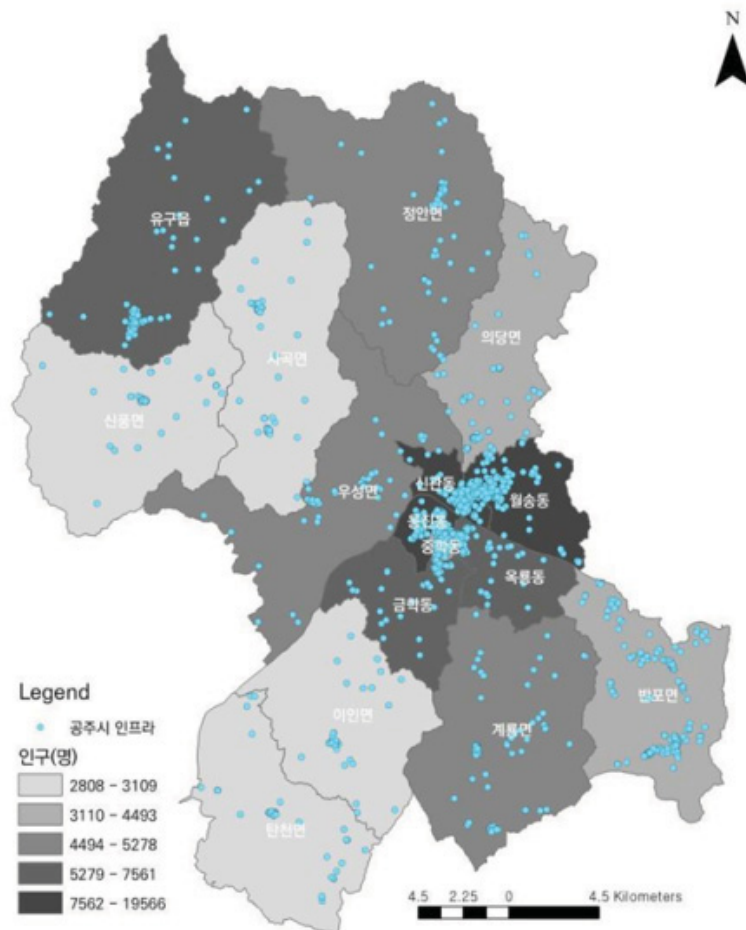 N
유구읍
정안면
의당면
사곡면
신풍면
신관동
우성면
월송동
웅진동
중학동
옥룡동
금학동
반포면
이인면
계룡면
탄천면
Legend
공주시 인프라
인구(명)
2808 - 3109
3110 - 4493
4494 - 5278
5279 - 7561
7562 - 19566
4.5 2.25 0 4.5 Kilometers